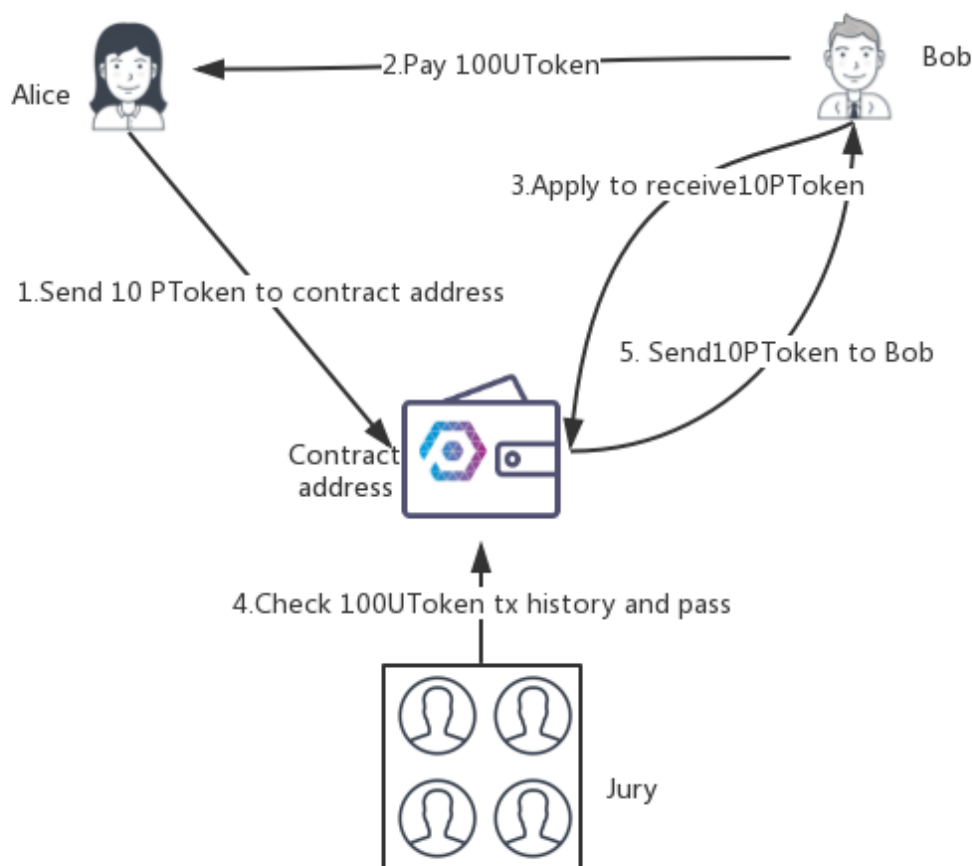 2.Pay 100UToken
Bob
Alice
3.Apply to receive10PToken
1.Send 10 PToken to contract address
5. Send10PToken to Bob
Contract
address
4.Check 100UToken tx history and pass
Jury